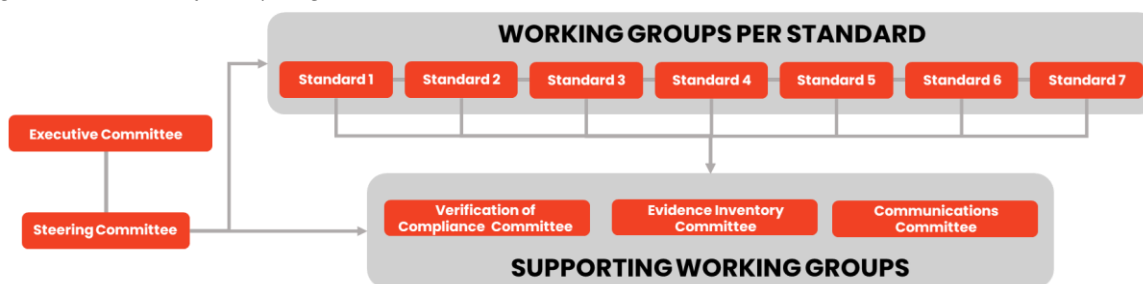 WORKING GROUPS PER STANDARD
Standard 1
Standard 2
Standard 3
Standard 4
Standard 5
Standard 6
Standard 7
Executive Committee
Steering Committee
Verification of
Compliance Committee
Evidence Inventory
Committee
Communications
Committee
SUPPORTING WORKING GROUPS